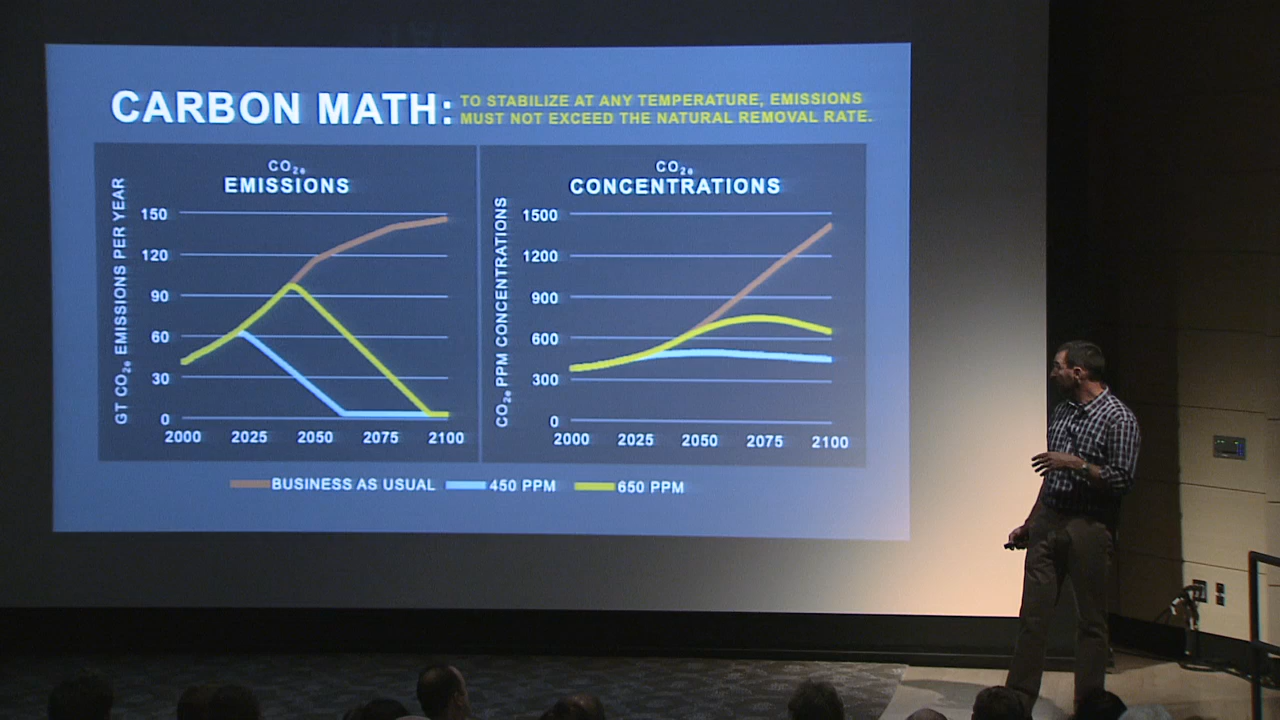 CARBON MATH:
TO STABILIZE AT ANY TEMPERATURE, EMISSIONS
MUST NOT EXCEED THE NATURAL REMOVAL RATE.
CO₂e
EMISSIONS
GT CO₂e EMISSIONS PER YEAR
150
120
90
60
30
0
2000 2025 2050 2075 2100
CO₂e
CONCENTRATIONS
CO₂e PPM CONCENTRATIONS
1500
1200
900
600
300
0
2000 2025 2050 2075 2100
BUSINESS AS USUAL 450 PPM 650 PPM